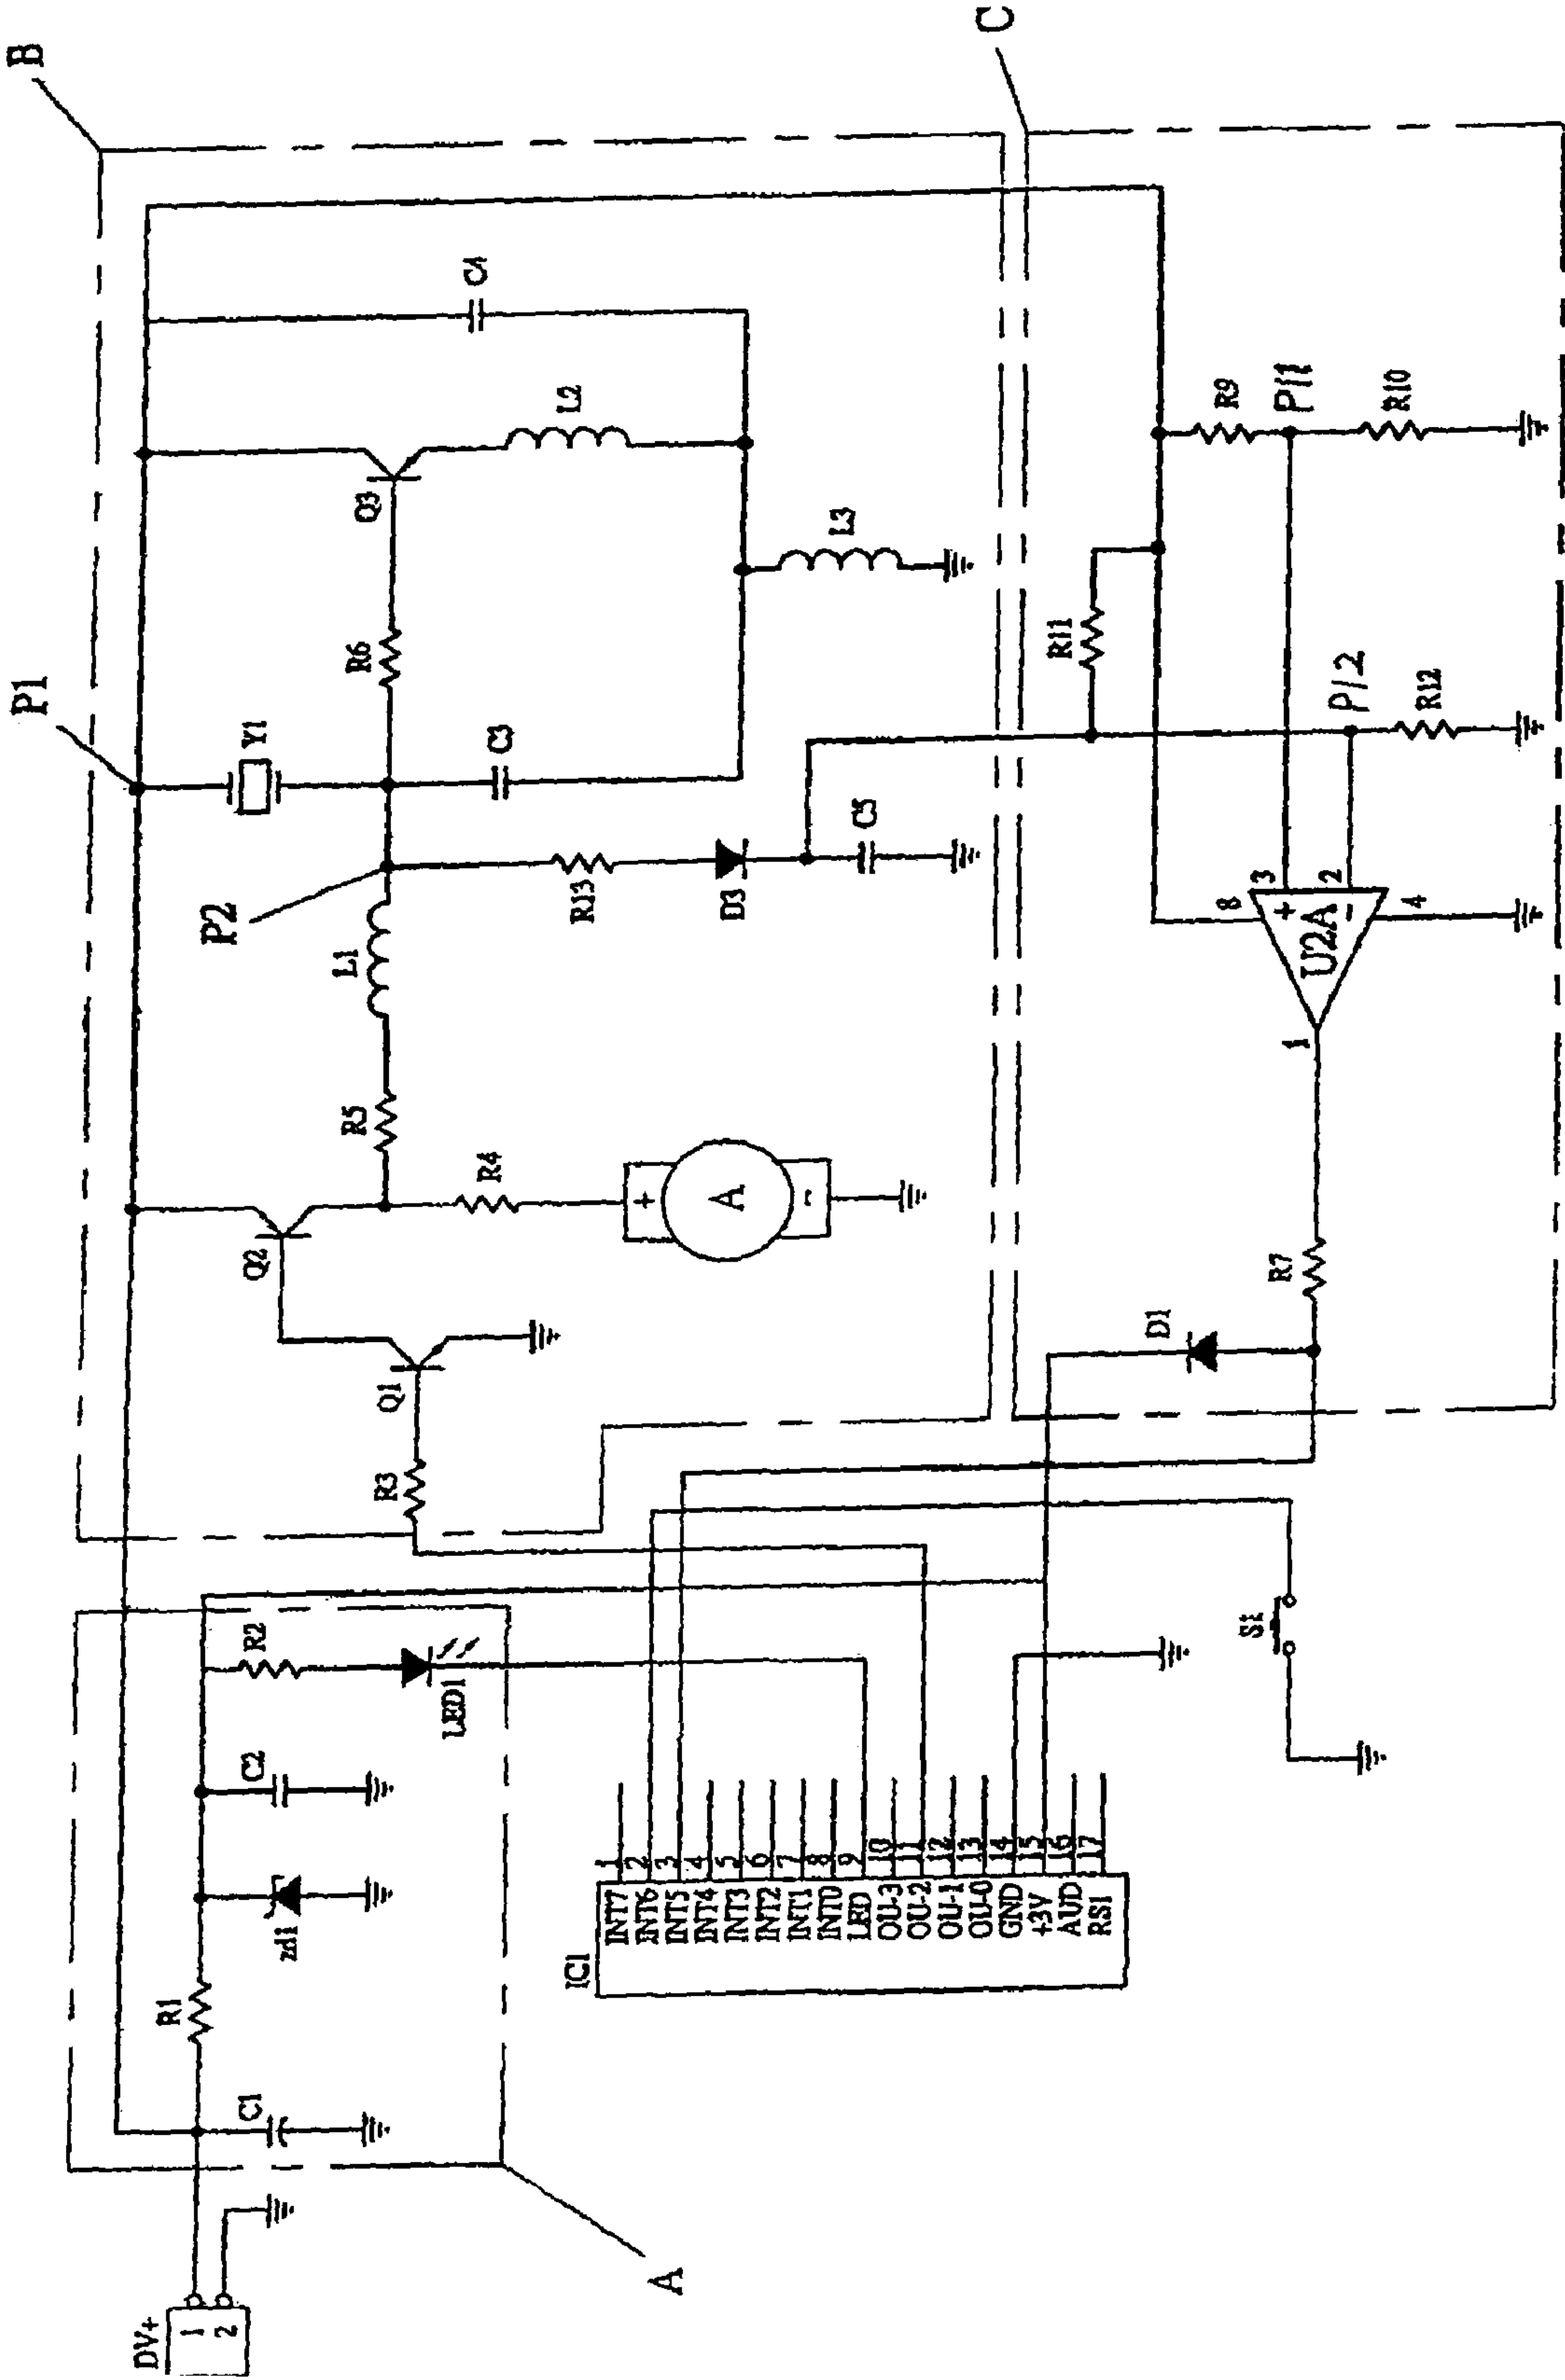 DV+
1
2
A
C1
R1
zd1
C2
R2
LED1
B
P1
Y1
Q2
Q1
R3
R5
R4
+
A
-
L1
P2
R6
Q3
C3
C4
L2
L3
R13
D3
C5
C
R11
R9
P/1
R10
P/2
R12
8
3
+
U2A
-
2
4
1
R7
D1
IC1
INT7 1
INT6 2
INT5 3
INT4 4
INT3 5
INT2 6
INT1 7
INT0 8
LED 9
OU-3 10
OU-2 11
OU-1 12
OU-0 13
GND 14
+3V 15
AUD 16
RS1 17
S1